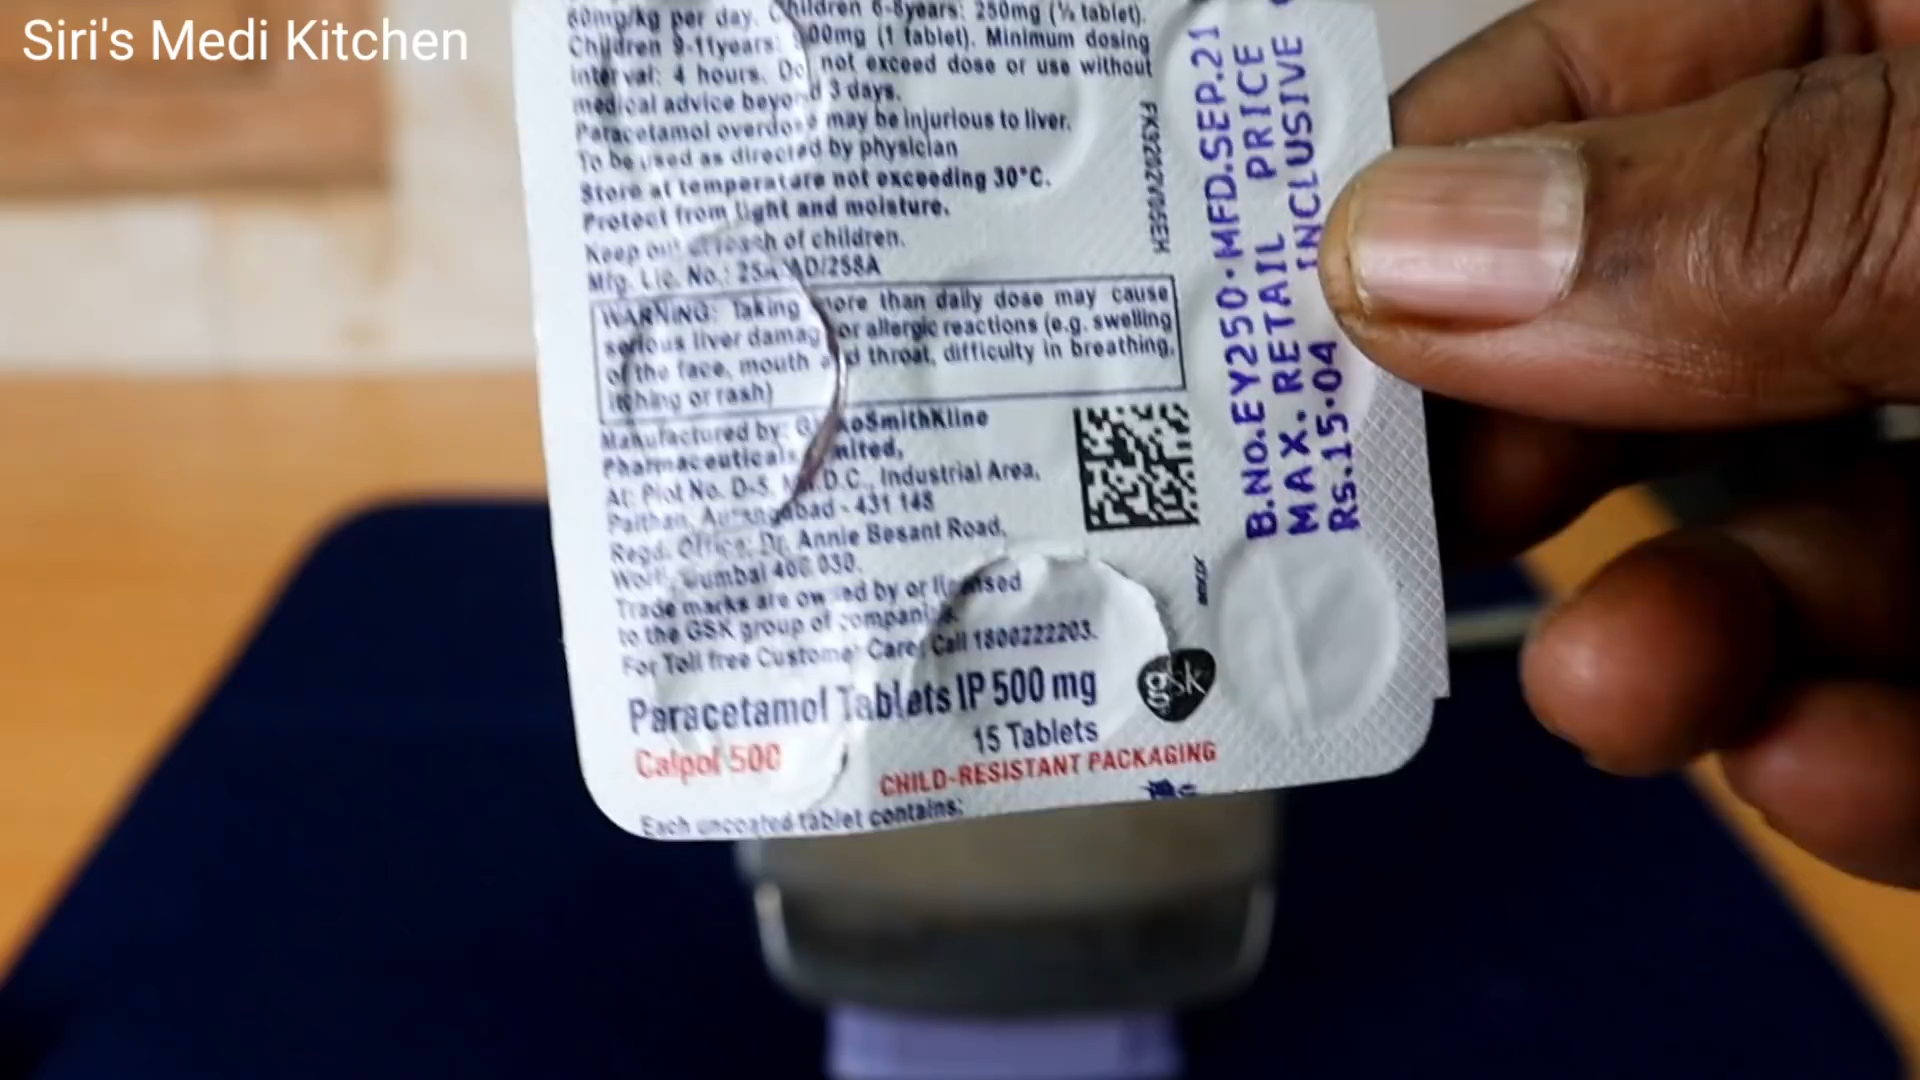 Siri's Medi Kitchen
60mg/kg per day. Children 6-8years: 250mg (½ tablet).
Children 9-11years: 500mg (1 tablet). Minimum dosing
interval: 4 hours. Do not exceed dose or use without
medical advice beyond 3 days.
Paracetamol overdose may be injurious to liver.
To be used as directed by physician
Store at temperature not exceeding 30°C.
Protect from light and moisture.
Keep out of reach of children.
Mfg. Lic. No.:
WARNING: Taking more than daily dose may cause
serious liver damage or allergic reactions (e.g. swelling
of the face, mouth and throat, difficulty in breathing,
itching or rash)
Manufactured by: GlaxoSmithKline
Pharmaceuticals Limited,
At: Plot No. D-5, M.I.D.C., Industrial Area,
Paithan, Aurangabad - 431 148
Regd. Office: Dr. Annie Besant Road,
Worli, Mumbai 400 030.
Trade marks are owned by or licensed
to the GSK group of companies.
For Toll free Customer Care, Call
Paracetamol Tablets IP 500 mg
gsk
15 Tablets
Calpol 500
CHILD-RESISTANT PACKAGING
Each uncoated tablet contains:
B.No.EY250·MFD.SEP.21
MAX. RETAIL PRICE
Rs.15·04 INCLUSIVE